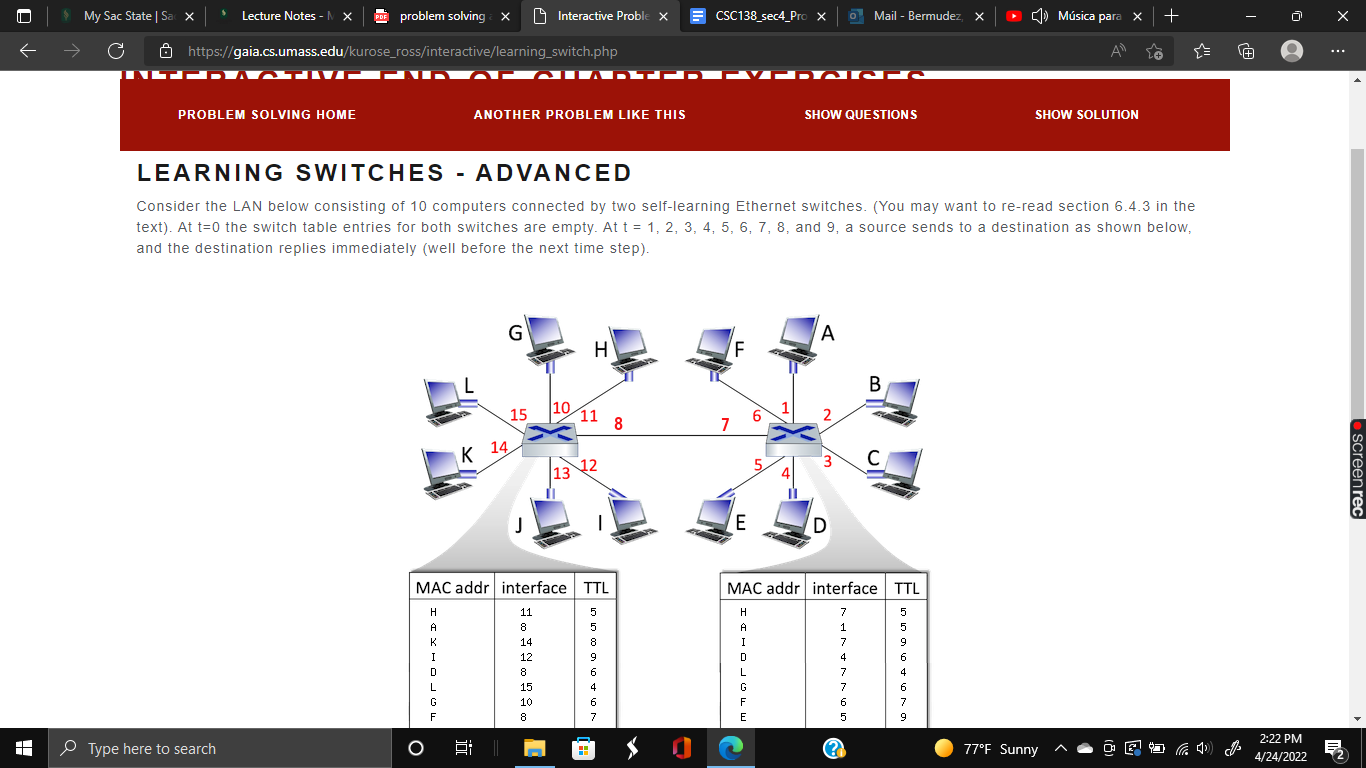 My Sac State | Sa
Lecture Notes - N
problem solving a
Interactive Proble
CSC138_sec4_Pro
Mail - Bermudez,
Música para
https://gaia.cs.umass.edu/kurose_ross/interactive/learning_switch.php
INTERACTIVE END-OF-CHAPTER EXERCISES
PROBLEM SOLVING HOME
ANOTHER PROBLEM LIKE THIS
SHOW QUESTIONS
SHOW SOLUTION
LEARNING SWITCHES - ADVANCED
Consider the LAN below consisting of 10 computers connected by two self-learning Ethernet switches. (You may want to re-read section 6.4.3 in the
text). At t=0 the switch table entries for both switches are empty. At t = 1, 2, 3, 4, 5, 6, 7, 8, and 9, a source sends to a destination as shown below,
and the destination replies immediately (well before the next time step).
G
H
F
A
L
B
15
10
11
8
7
6
1
2
K
14
C
13
12
5
4
3
J
I
E
D
MAC addr interface TTL
H 11 5
A 8 5
K 14 8
I 12 9
D 8 6
L 15 4
G 10 6
F 8 7
MAC addr interface TTL
H 7 5
A 1 5
I 7 9
D 4 6
L 7 4
G 7 6
F 6 7
E 5 9
screenrec
Type here to search
77°F Sunny
2:22 PM
4/24/2022
2